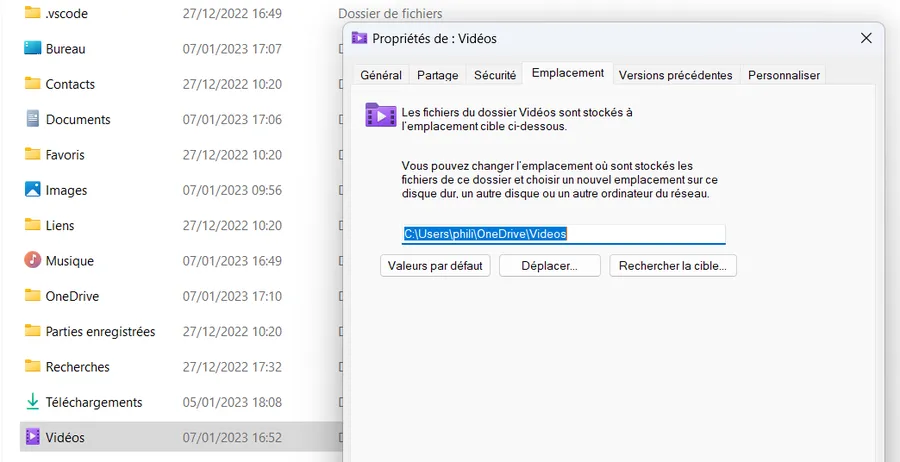 .vscode 27/12/2022 16:49 Dossier de fichiers
Bureau 07/01/2023 17:07
Contacts 27/12/2022 10:20
Documents 07/01/2023 17:06
Favoris 27/12/2022 10:20
Images 07/01/2023 09:56
Liens 27/12/2022 10:20
Musique 07/01/2023 16:49
OneDrive 07/01/2023 17:10
Parties enregistrées 27/12/2022 10:20
Recherches 27/12/2022 17:32
Téléchargements 05/01/2023 18:08
Vidéos 07/01/2023 16:52
Propriétés de : Vidéos
Général Partage Sécurité Emplacement Versions précédentes Personnaliser
Les fichiers du dossier Vidéos sont stockés à
l'emplacement cible ci-dessous.
Vous pouvez changer l'emplacement où sont stockés les
fichiers de ce dossier et choisir un nouvel emplacement sur ce
disque dur, un autre disque ou un autre ordinateur du réseau.
C:\Users\phili\OneDrive\Videos
Valeurs par défaut Déplacer... Rechercher la cible...